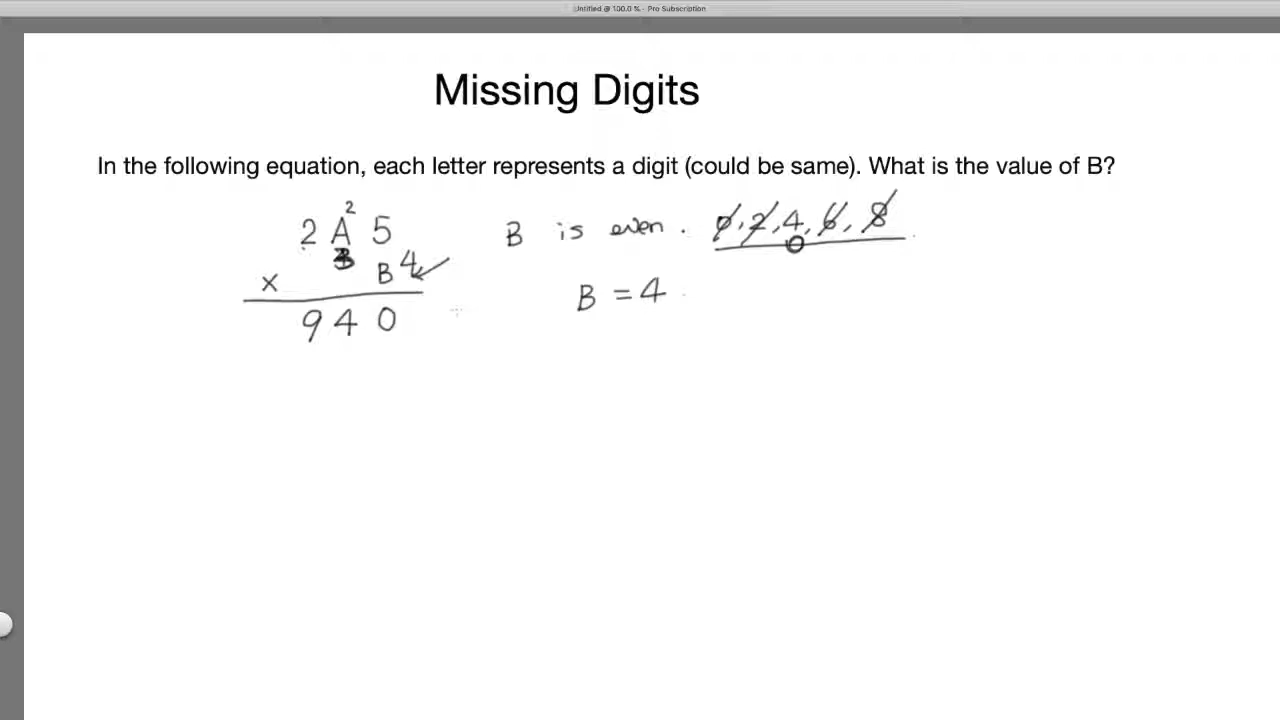 Untitled @ 100.0 % - Pro Subscription
Missing Digits
In the following equation, each letter represents a digit (could be same). What is the value of B?
2
2 A 5 B is even. 0, 2, 4, 6, 8
3 B 4
× B = 4
9 4 0